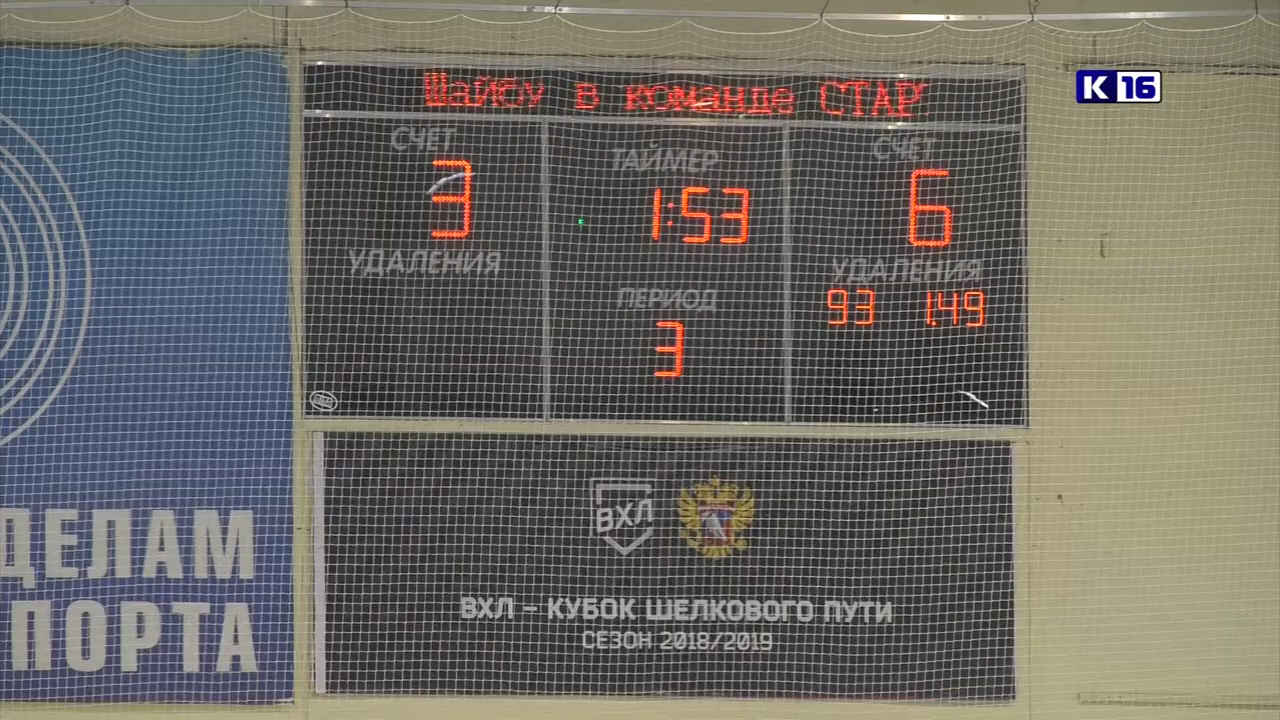 К 16
Шайбу в команде СТАР
СЧЕТ
ТАЙМЕР
СЧЕТ
3
1:53
6
УДАЛЕНИЯ
ПЕРИОД
УДАЛЕНИЯ
93 1.49
3
ДЕЛАМ
ПОРТА
ВХЛ
ВХЛ – КУБОК ШЕЛКОВОГО ПУТИ
СЕЗОН 2018/2019